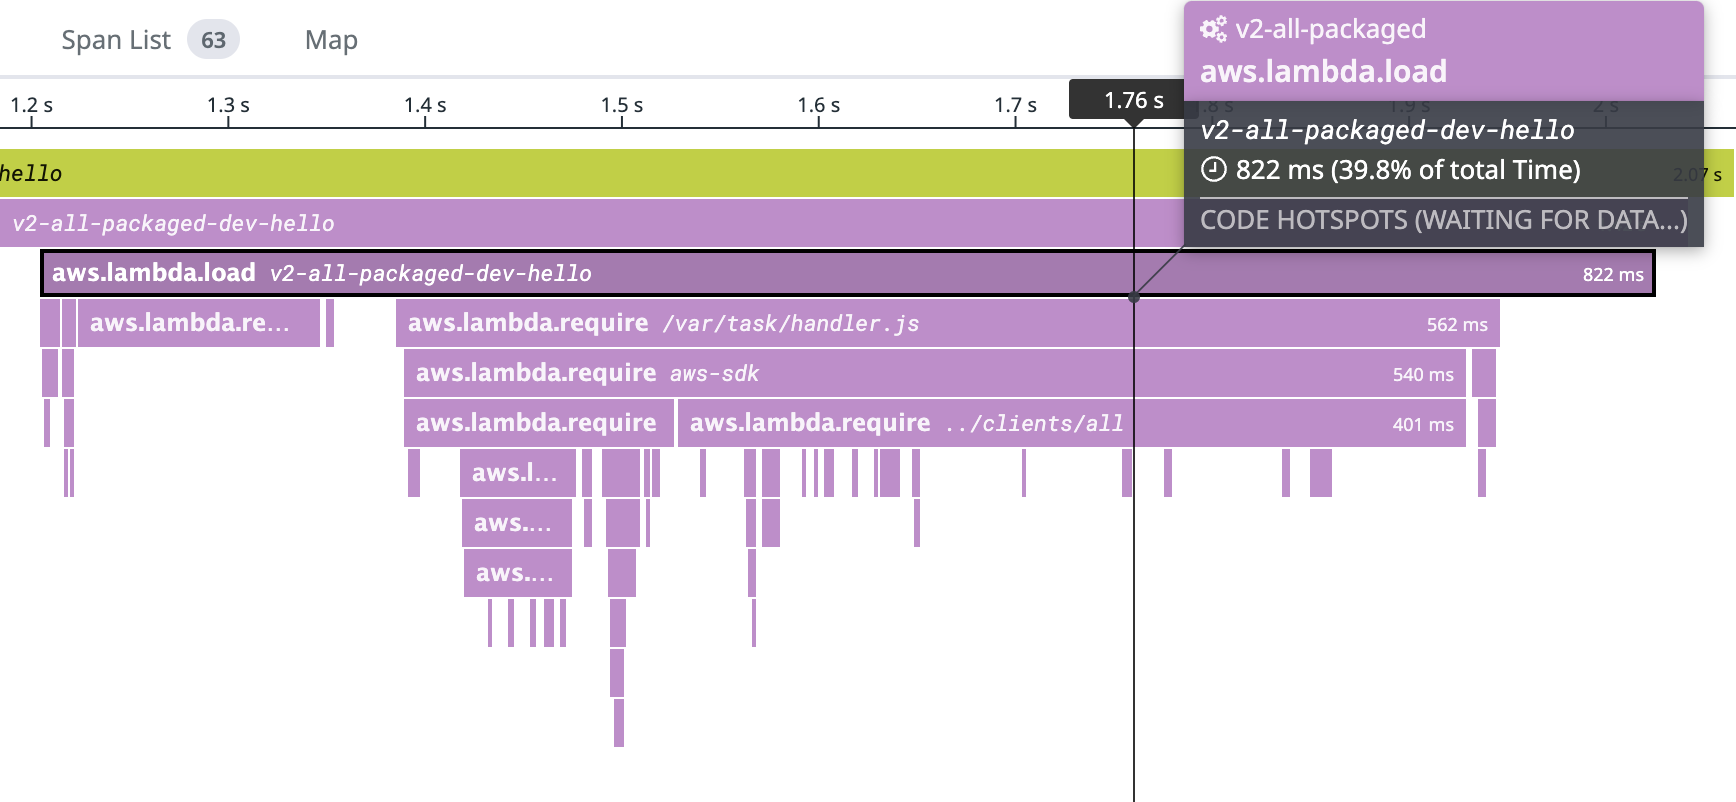 Span List 63 Map
v2-all-packaged
aws.lambda.load
1.2 s 1.3 s 1.4 s 1.5 s 1.6 s 1.7 s 1.76 s .8 s 1.9 s 2 s
v2-all-packaged-dev-hello
822 ms (39.8% of total Time)
CODE HOTSPOTS (WAITING FOR DATA...)
hello 2.07 s
v2-all-packaged-dev-hello
aws.lambda.load v2-all-packaged-dev-hello 822 ms
aws.lambda.re... aws.lambda.require /var/task/handler.js 562 ms
aws.lambda.require aws-sdk 540 ms
aws.lambda.require aws.lambda.require ../clients/all 401 ms
aws.l...
aws....
aws....